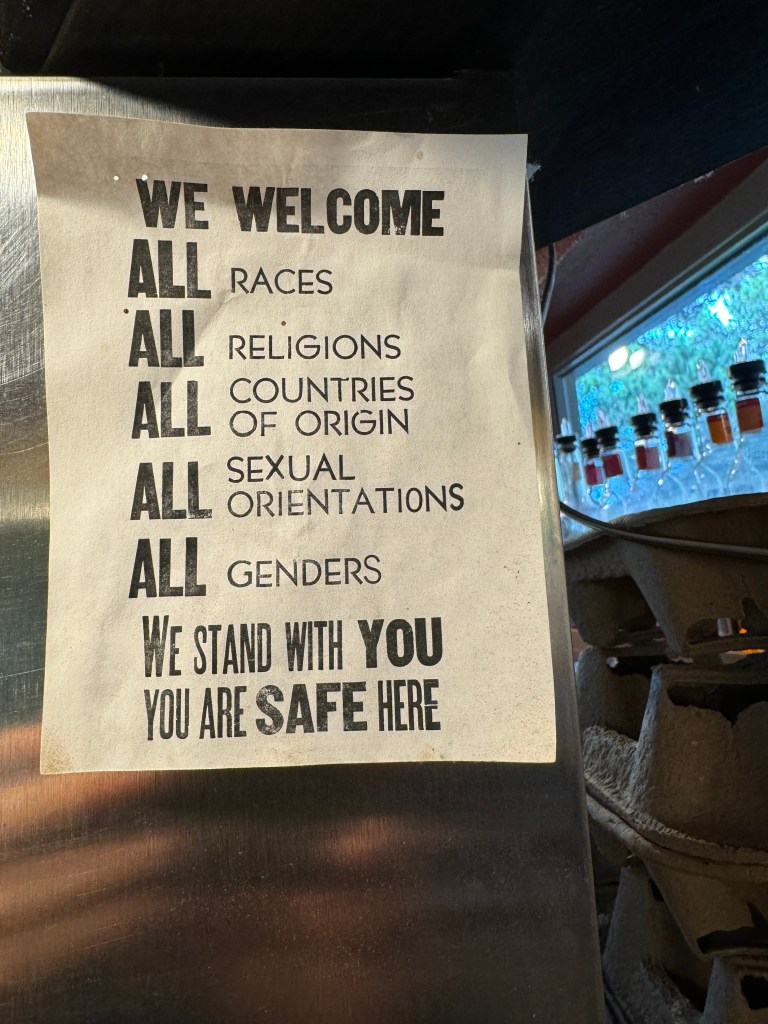 WE WELCOME
ALL RACES
ALL RELIGIONS
ALL COUNTRIES
OF ORIGIN
ALL SEXUAL
ORIENTATIONS
ALL GENDERS
WE STAND WITH YOU
YOU ARE SAFE HERE